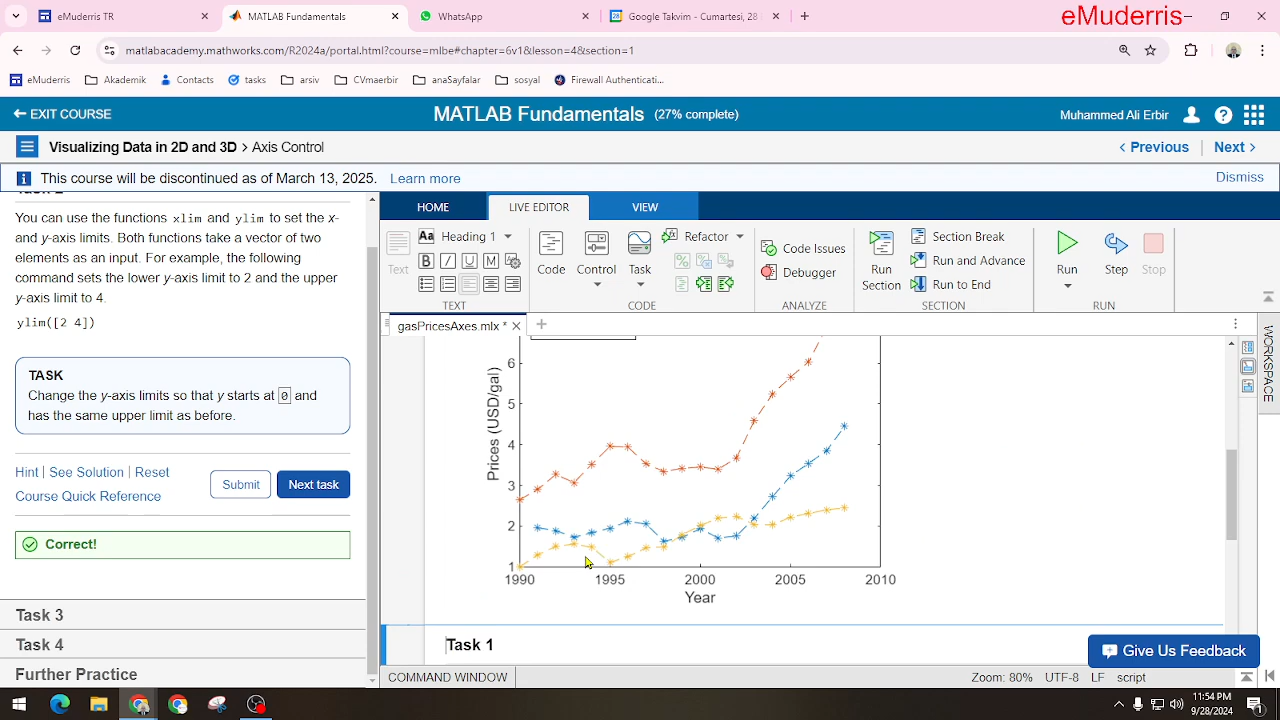 eMuderris TR
MATLAB Fundamentals
WhatsApp
Google Takvim - Cumartesi, 28
eMuderris
matlabacademy.mathworks.com/R2024a/portal.html?course=mlbe#chapter=6v1&lesson=4&section=1
eMuderris
Akademik
Contacts
tasks
arsiv
CVmaerbir
anaSayfalar
sosyal
Firewall Authenticati...
EXIT COURSE
MATLAB Fundamentals (27% complete)
Muhammed Ali Erbir
Visualizing Data in 2D and 3D > Axis Control
< Previous
Next >
This course will be discontinued as of March 13, 2025. Learn more
Dismiss
You can use the functions xlim and ylim to set the x-
and y-axis limits. Both functions take a vector of two
elements as an input. For example, the following
command sets the lower y-axis limit to 2 and the upper
y-axis limit to 4.
ylim([2 4])
TASK
Change the y-axis limits so that y starts at 0 and
has the same upper limit as before.
Hint | See Solution | Reset
Course Quick Reference
Submit
Next task
Correct!
Task 3
Task 4
Further Practice
HOME
LIVE EDITOR
VIEW
Text
Aa Heading 1
B I U M
TEXT
Code
Control
Task
Refactor
CODE
Code Issues
Debugger
ANALYZE
Run
Section
Section Break
Run and Advance
Run to End
SECTION
Run
Step
Stop
RUN
gasPricesAxes.mlx *
WORKSPACE
Prices (USD/gal)
6
5
4
3
2
1
1990
1995
2000
2005
2010
Year
Task 1
Give Us Feedback
COMMAND WINDOW
Zoom: 80%
UTF-8
LF
script
11:54 PM
9/28/2024